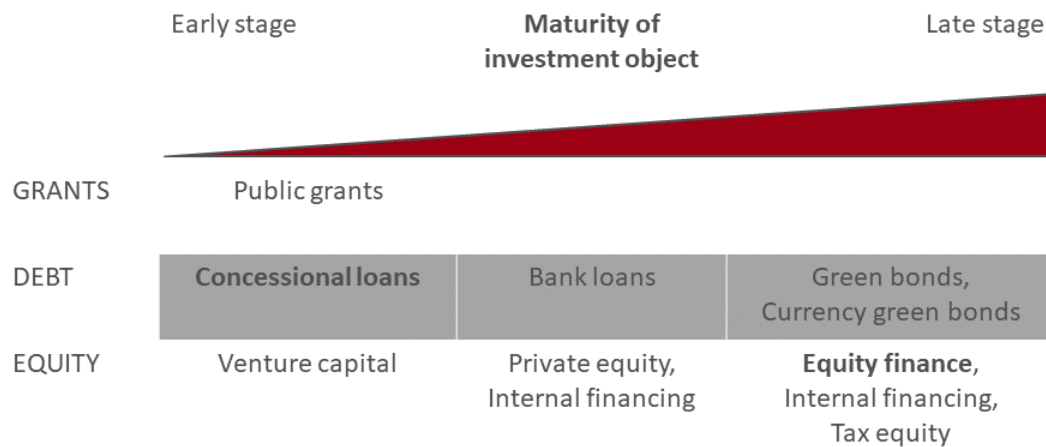 Early stage
Maturity of
investment object
Late stage
GRANTS
Public grants
DEBT
Concessional loans
Bank loans
Green bonds,
Currency green bonds
EQUITY
Venture capital
Private equity,
Internal financing
Equity finance,
Internal financing,
Tax equity